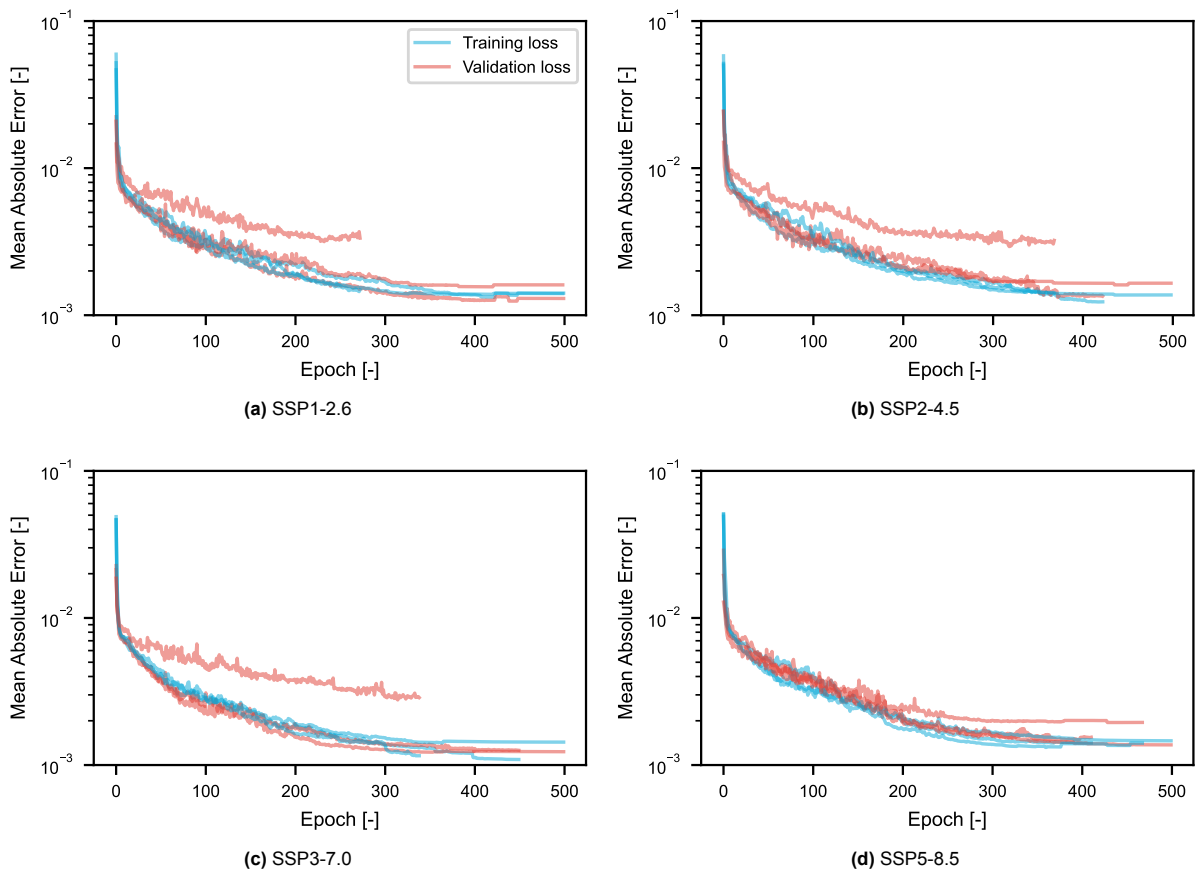 10⁻¹
10⁻²
10⁻³
Mean Absolute Error [-]
Training loss
Validation loss
0 100 200 300 400 500
Epoch [-]
(a) SSP1-2.6
10⁻¹
10⁻²
10⁻³
Mean Absolute Error [-]
0 100 200 300 400 500
Epoch [-]
(b) SSP2-4.5
10⁻¹
10⁻²
10⁻³
Mean Absolute Error [-]
0 100 200 300 400 500
Epoch [-]
(c) SSP3-7.0
10⁻¹
10⁻²
10⁻³
Mean Absolute Error [-]
0 100 200 300 400 500
Epoch [-]
(d) SSP5-8.5